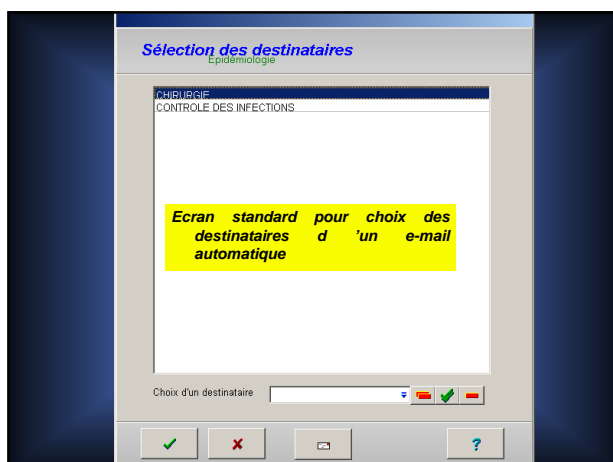 Sélection des destinataires
Epidémiologie
CHIRURGIE
CONTROLE DES INFECTIONS
Ecran standard pour choix des
destinataires d 'un e-mail
automatique
Choix d'un destinataire
?